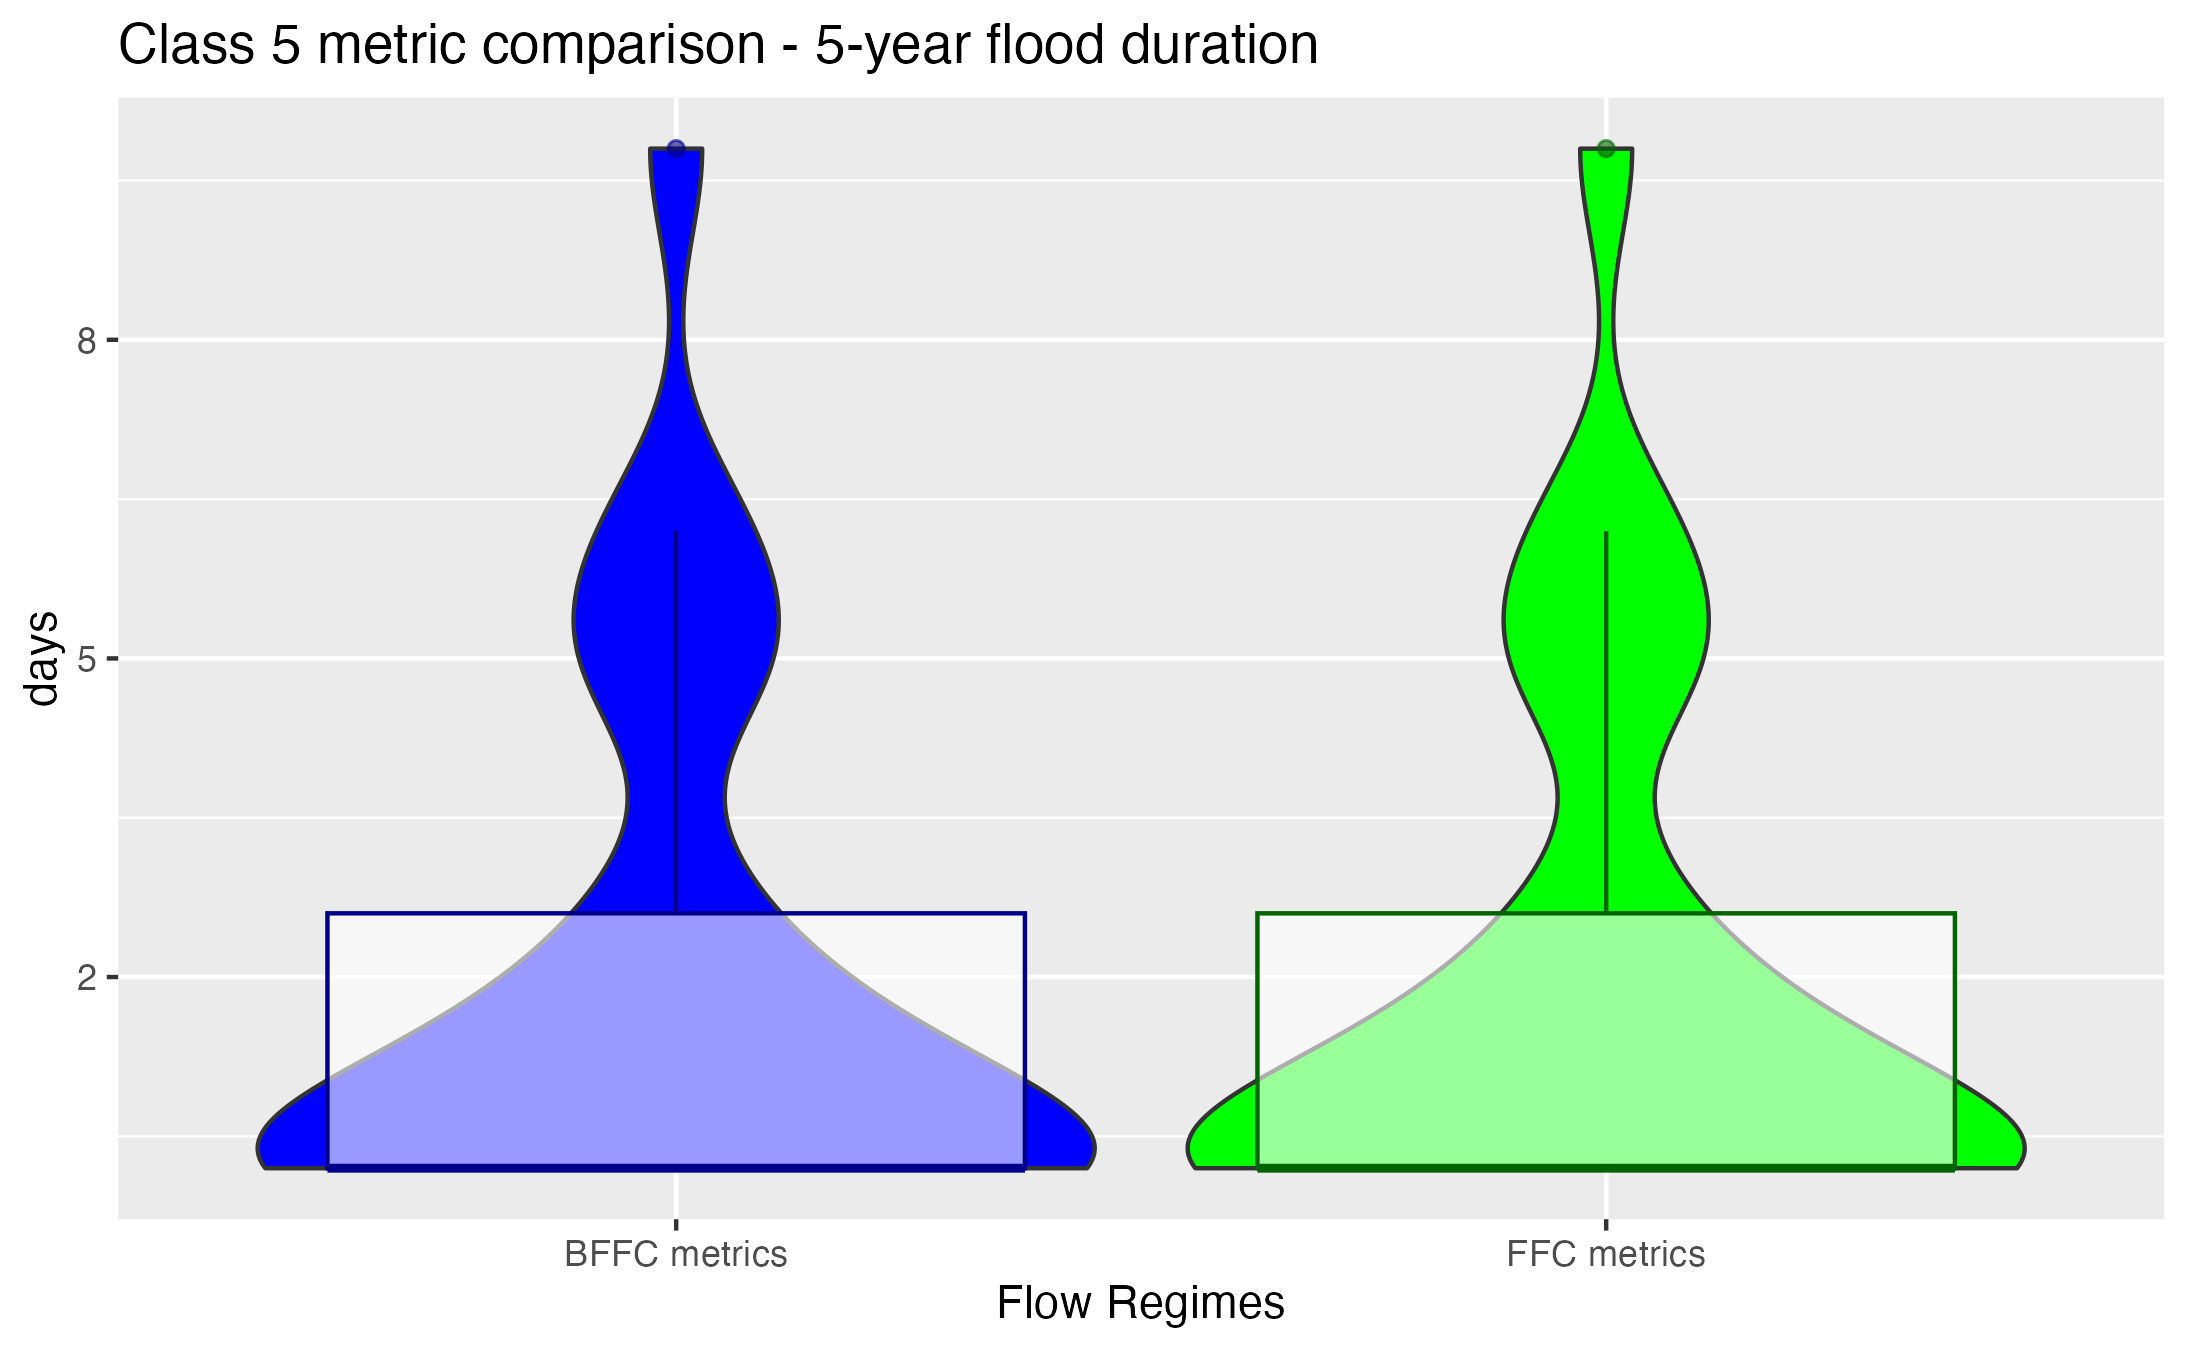 Class 5 metric comparison - 5-year flood duration
8
5
2
days
BFFC metrics
FFC metrics
Flow Regimes